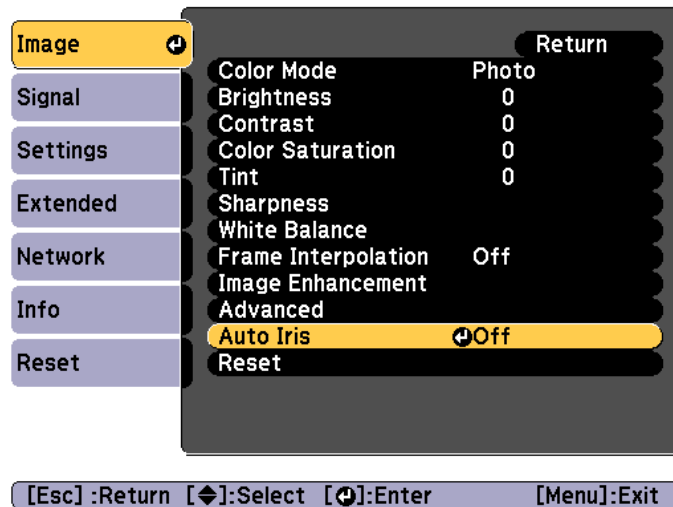 Image
Signal
Settings
Extended
Network
Info
Reset
Return
Color Mode Photo
Brightness 0
Contrast 0
Color Saturation 0
Tint 0
Sharpness
White Balance
Frame Interpolation Off
Image Enhancement
Advanced
Auto Iris Off
Reset
[Esc] :Return [◆]:Select [↵]:Enter [Menu]:Exit